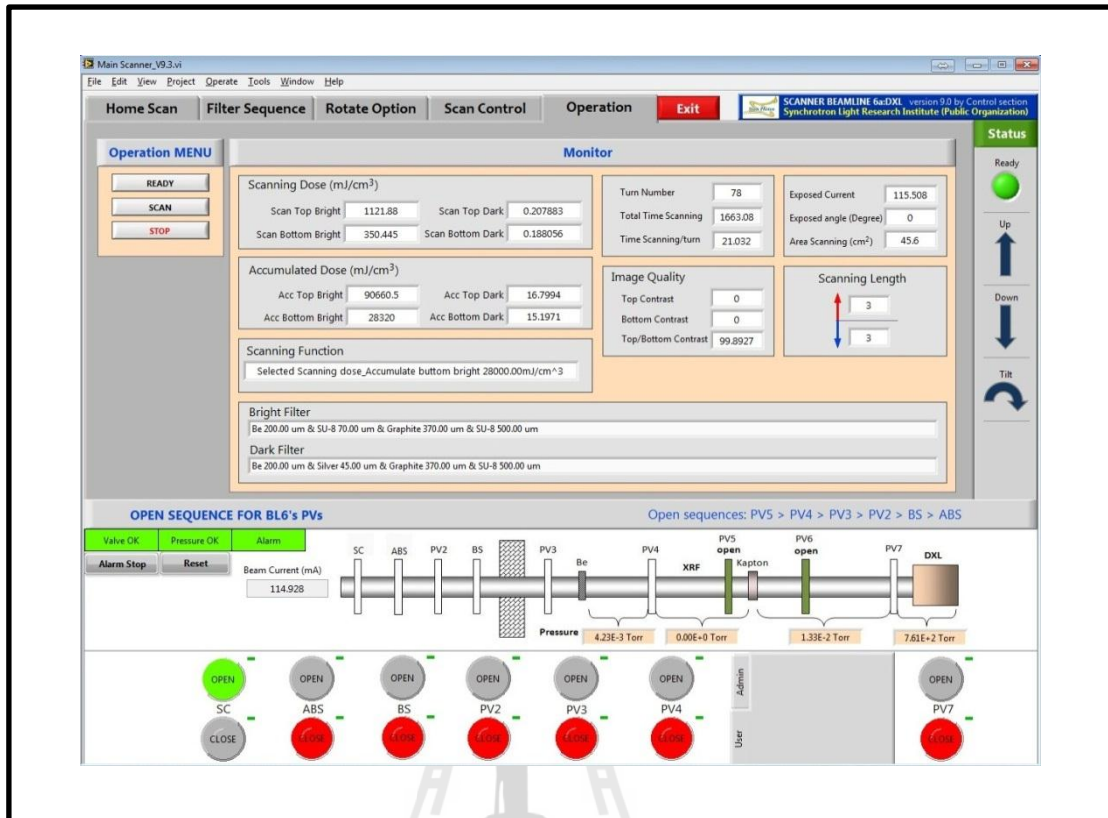 Main Scanner_V9.3.vi
File Edit View Project Operate Tools Window Help
Home Scan Filter Sequence Rotate Option Scan Control Operation Exit
SCANNER BEAMLINE 6a:DXL version 9.0 by Control section
Synchrotron Light Research Institute (Public Organization)
Status
Operation MENU
Monitor
READY
SCAN
STOP
Scanning Dose (mJ/cm³)
Scan Top Bright 1121.88 Scan Top Dark 0.207883
Scan Bottom Bright 350.445 Scan Bottom Dark 0.188056
Turn Number 78
Total Time Scanning 1663.08
Time Scanning/turn 21.032
Exposed Current 115.508
Exposed angle (Degree) 0
Area Scanning (cm²) 45.6
Accumulated Dose (mJ/cm³)
Acc Top Bright 90660.5 Acc Top Dark 16.7994
Acc Bottom Bright 28320 Acc Bottom Dark 15.1971
Image Quality
Top Contrast 0
Bottom Contrast 0
Top/Bottom Contrast 99.8927
Scanning Length
3
3
Scanning Function
Selected Scanning dose_Accumulate buttom bright 28000.00mJ/cm^3
Bright Filter
Be 200.00 um & SU-8 70.00 um & Graphite 370.00 um & SU-8 500.00 um
Dark Filter
Be 200.00 um & Silver 45.00 um & Graphite 370.00 um & SU-8 500.00 um
Ready
Up
Down
Tilt
OPEN SEQUENCE FOR BL6's PVs
Open sequences: PV5 > PV4 > PV3 > PV2 > BS > ABS
Valve OK Pressure OK Alarm
Alarm Stop Reset
Beam Current (mA)
114.928
SC ABS PV2 BS PV3 Be PV4 XRF PV5 open Kapton PV6 open PV7 DXL
Pressure 4.23E-3 Torr 0.00E+0 Torr 1.33E-2 Torr 7.61E+2 Torr
OPEN OPEN OPEN OPEN OPEN OPEN OPEN
SC ABS BS PV2 PV3 PV4 PV7
CLOSE CLOSE CLOSE CLOSE CLOSE CLOSE CLOSE
Admin
User